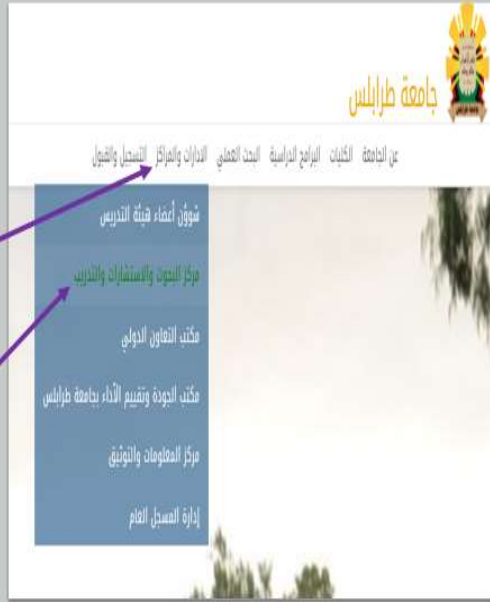 جامعة طرابلس
عن الجامعة الكليات البرامج الدراسية البحث العلمي الادارات والمراكز التسجيل والقبول
شوؤن أعضاء هيئة التدريس
مركز البحوث والاستشارات والتدريب
مكتب التعاون الدولي
مكتب الجودة وتقييم الأداء بجامعة طرابلس
مركز المعلومات والتوثيق
إدارة المسجل العام